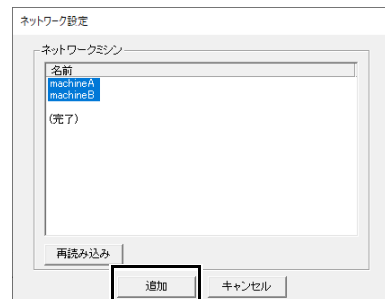 ネットワーク設定
ネットワークミシン
名前
machineA
machineB
(完了)
再読み込み
追加
キャンセル